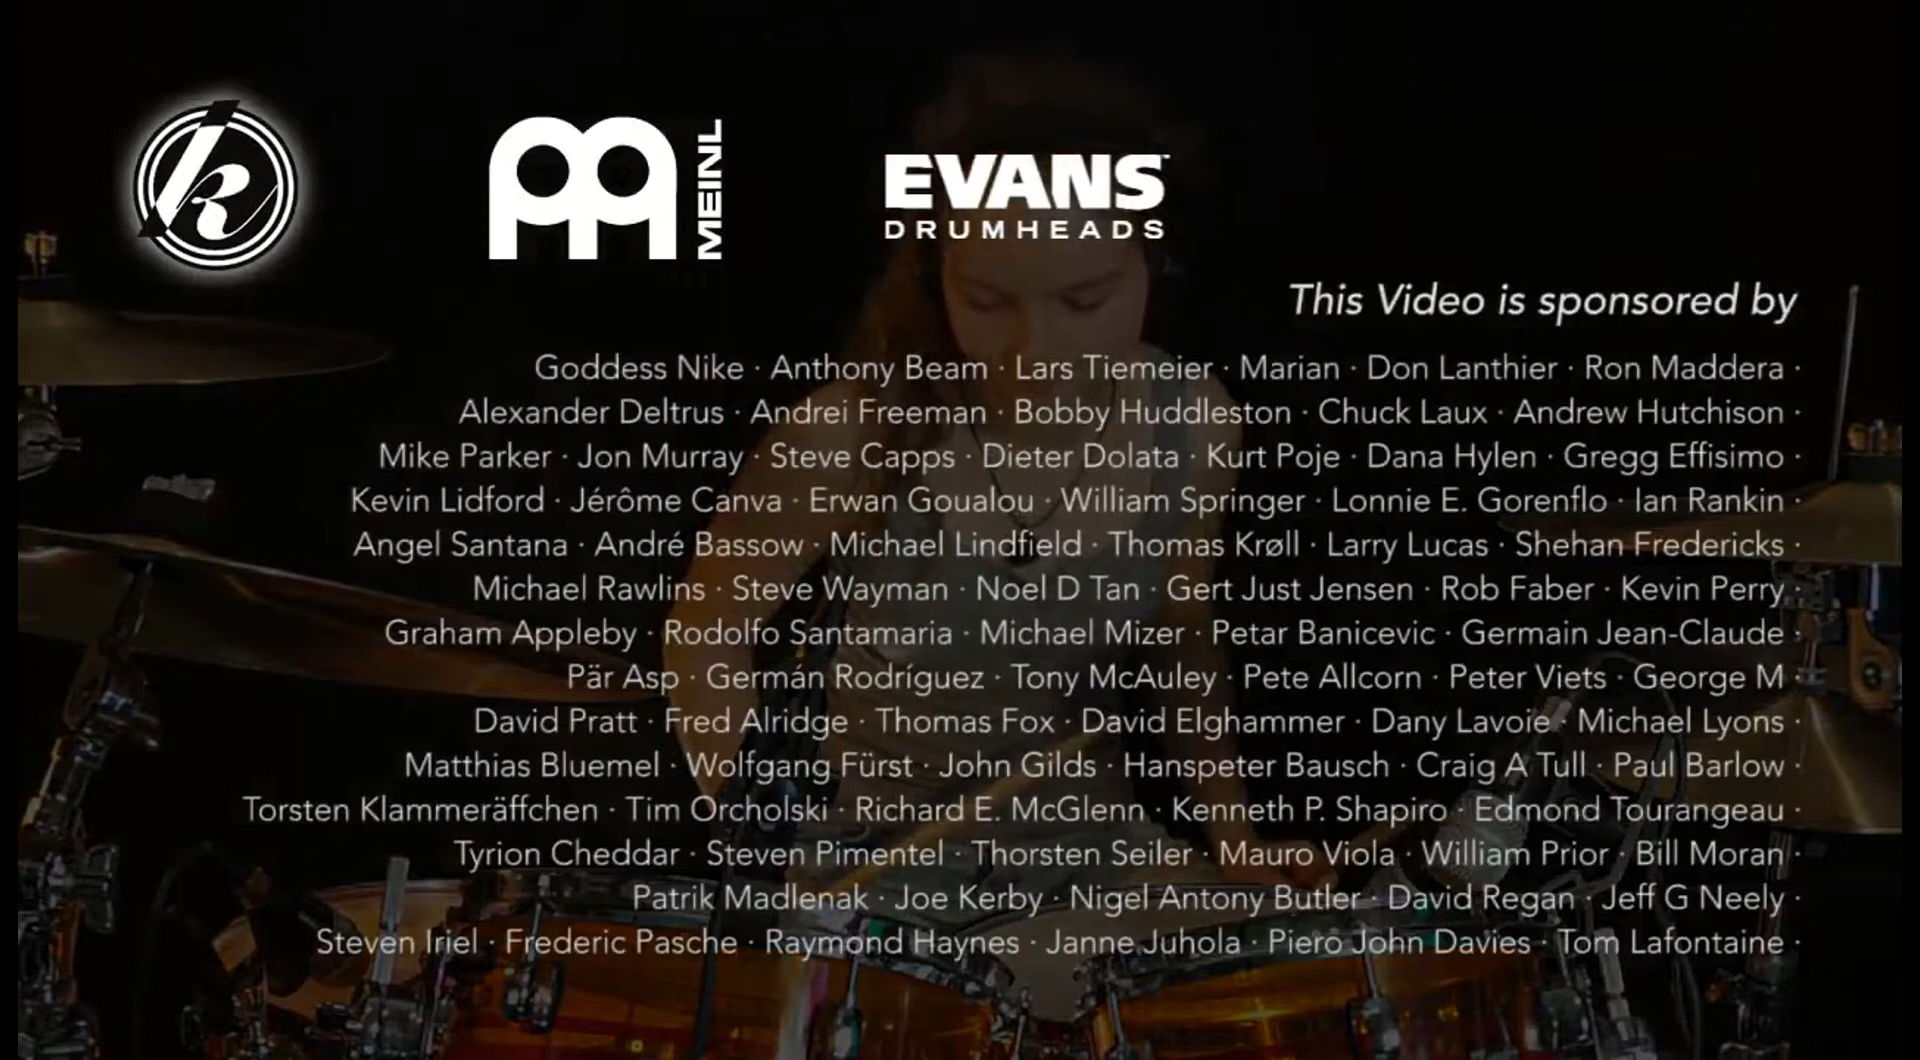 k
MEINL
EVANS
DRUMHEADS
This Video is sponsored by
Goddess Nike · Anthony Beam · Lars Tiemeier · Marian · Don Lanthier · Ron Maddera ·
Alexander Deltrus · Andrei Freeman · Bobby Huddleston · Chuck Laux · Andrew Hutchison ·
Mike Parker · Jon Murray · Steve Capps · Dieter Dolata · Kurt Poje · Dana Hylen · Gregg Effisimo ·
Kevin Lidford · Jérôme Canva · Erwan Goualou · William Springer · Lonnie E. Gorenflo · Ian Rankin ·
Angel Santana · André Bassow · Michael Lindfield · Thomas Krøll · Larry Lucas · Shehan Fredericks ·
Michael Rawlins · Steve Wayman · Noel D Tan · Gert Just Jensen · Rob Faber · Kevin Perry ·
Graham Appleby · Rodolfo Santamaria · Michael Mizer · Petar Banicevic · Germain Jean-Claude ·
Pär Asp · Germán Rodríguez · Tony McAuley · Pete Allcorn · Peter Viets · George M ·
David Pratt · Fred Alridge · Thomas Fox · David Elghammer · Dany Lavoie · Michael Lyons ·
Matthias Bluemel · Wolfgang Fürst · John Gilds · Hanspeter Bausch · Craig A Tull · Paul Barlow ·
Torsten Klammeräffchen · Tim Orcholski · Richard E. McGlenn · Kenneth P. Shapiro · Edmond Tourangeau ·
Tyrion Cheddar · Steven Pimentel · Thorsten Seiler · Mauro Viola · William Prior · Bill Moran ·
Patrik Madlenak · Joe Kerby · Nigel Antony Butler · David Regan · Jeff G Neely ·
Steven Iriel · Frederic Pasche · Raymond Haynes · Janne Juhola · Piero John Davies · Tom Lafontaine ·